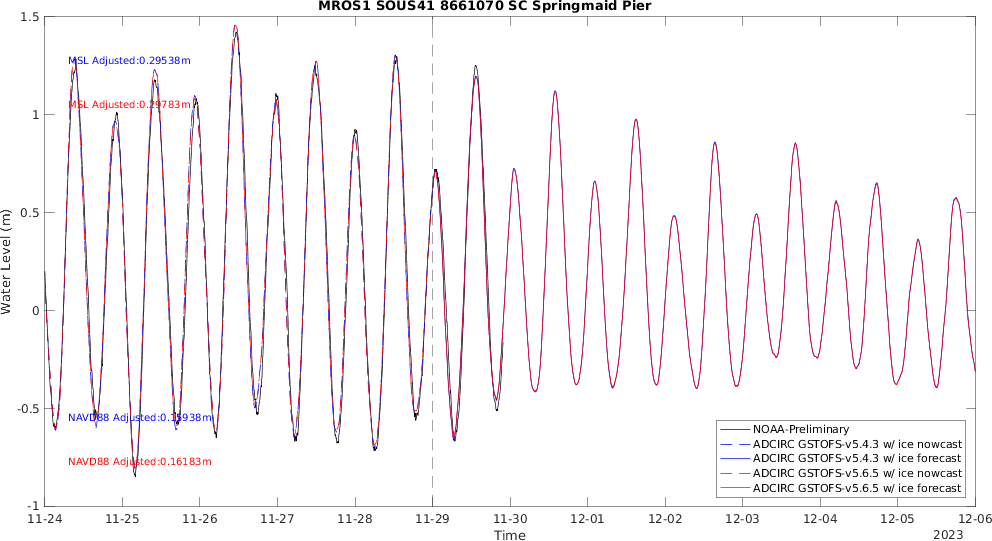 MROS1 SOUS41 8661070 SC Springmaid Pier
1.5
1
0.5
0
-0.5
-1
Water Level (m)
MSL Adjusted:0.29538m
MSL Adjusted:0.29783m
NAVD88 Adjusted:0.15938m
NAVD88 Adjusted:0.16183m
NOAA-Preliminary
ADCIRC GSTOFS-v5.4.3 w/ ice nowcast
ADCIRC GSTOFS-v5.4.3 w/ ice forecast
ADCIRC GSTOFS-v5.6.5 w/ ice nowcast
ADCIRC GSTOFS-v5.6.5 w/ ice forecast
11-24 11-25 11-26 11-27 11-28 11-29 11-30 12-01 12-02 12-03 12-04 12-05 12-06
Time
2023